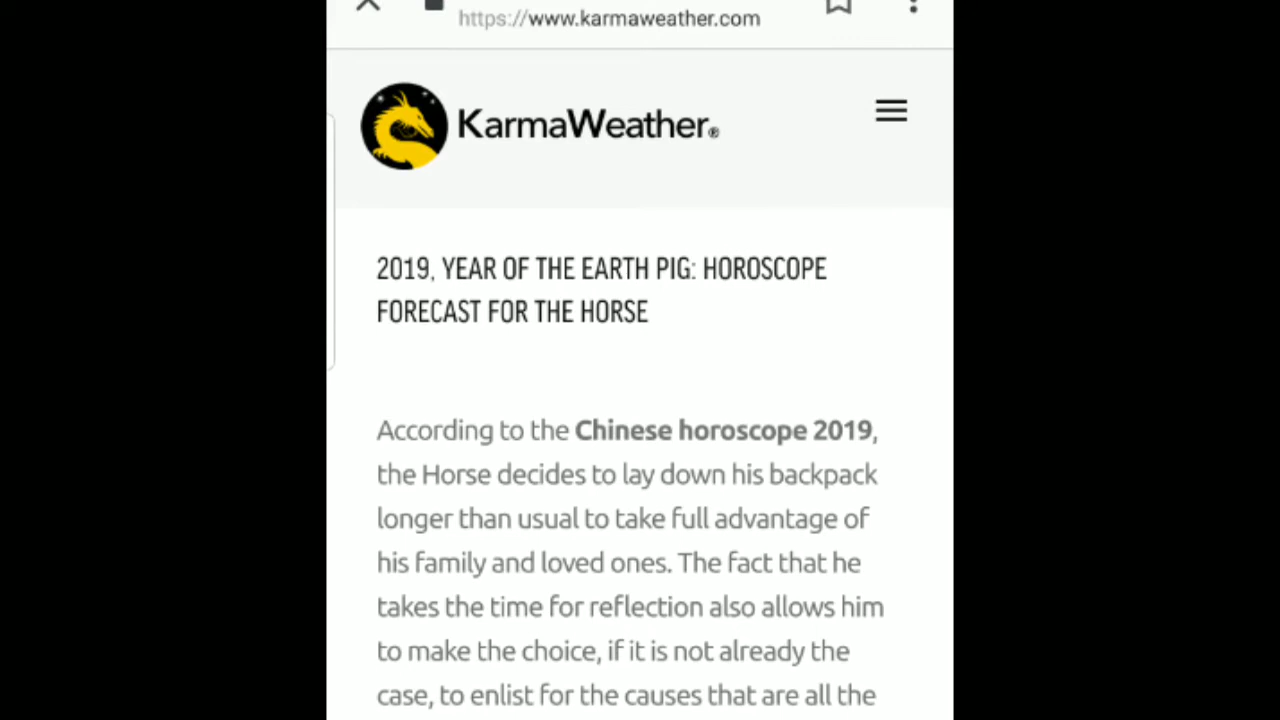 https://www.karmaweather.com
KarmaWeather®
2019, YEAR OF THE EARTH PIG: HOROSCOPE
FORECAST FOR THE HORSE
According to the Chinese horoscope 2019,
the Horse decides to lay down his backpack
longer than usual to take full advantage of
his family and loved ones. The fact that he
takes the time for reflection also allows him
to make the choice, if it is not already the
case, to enlist for the causes that are all the